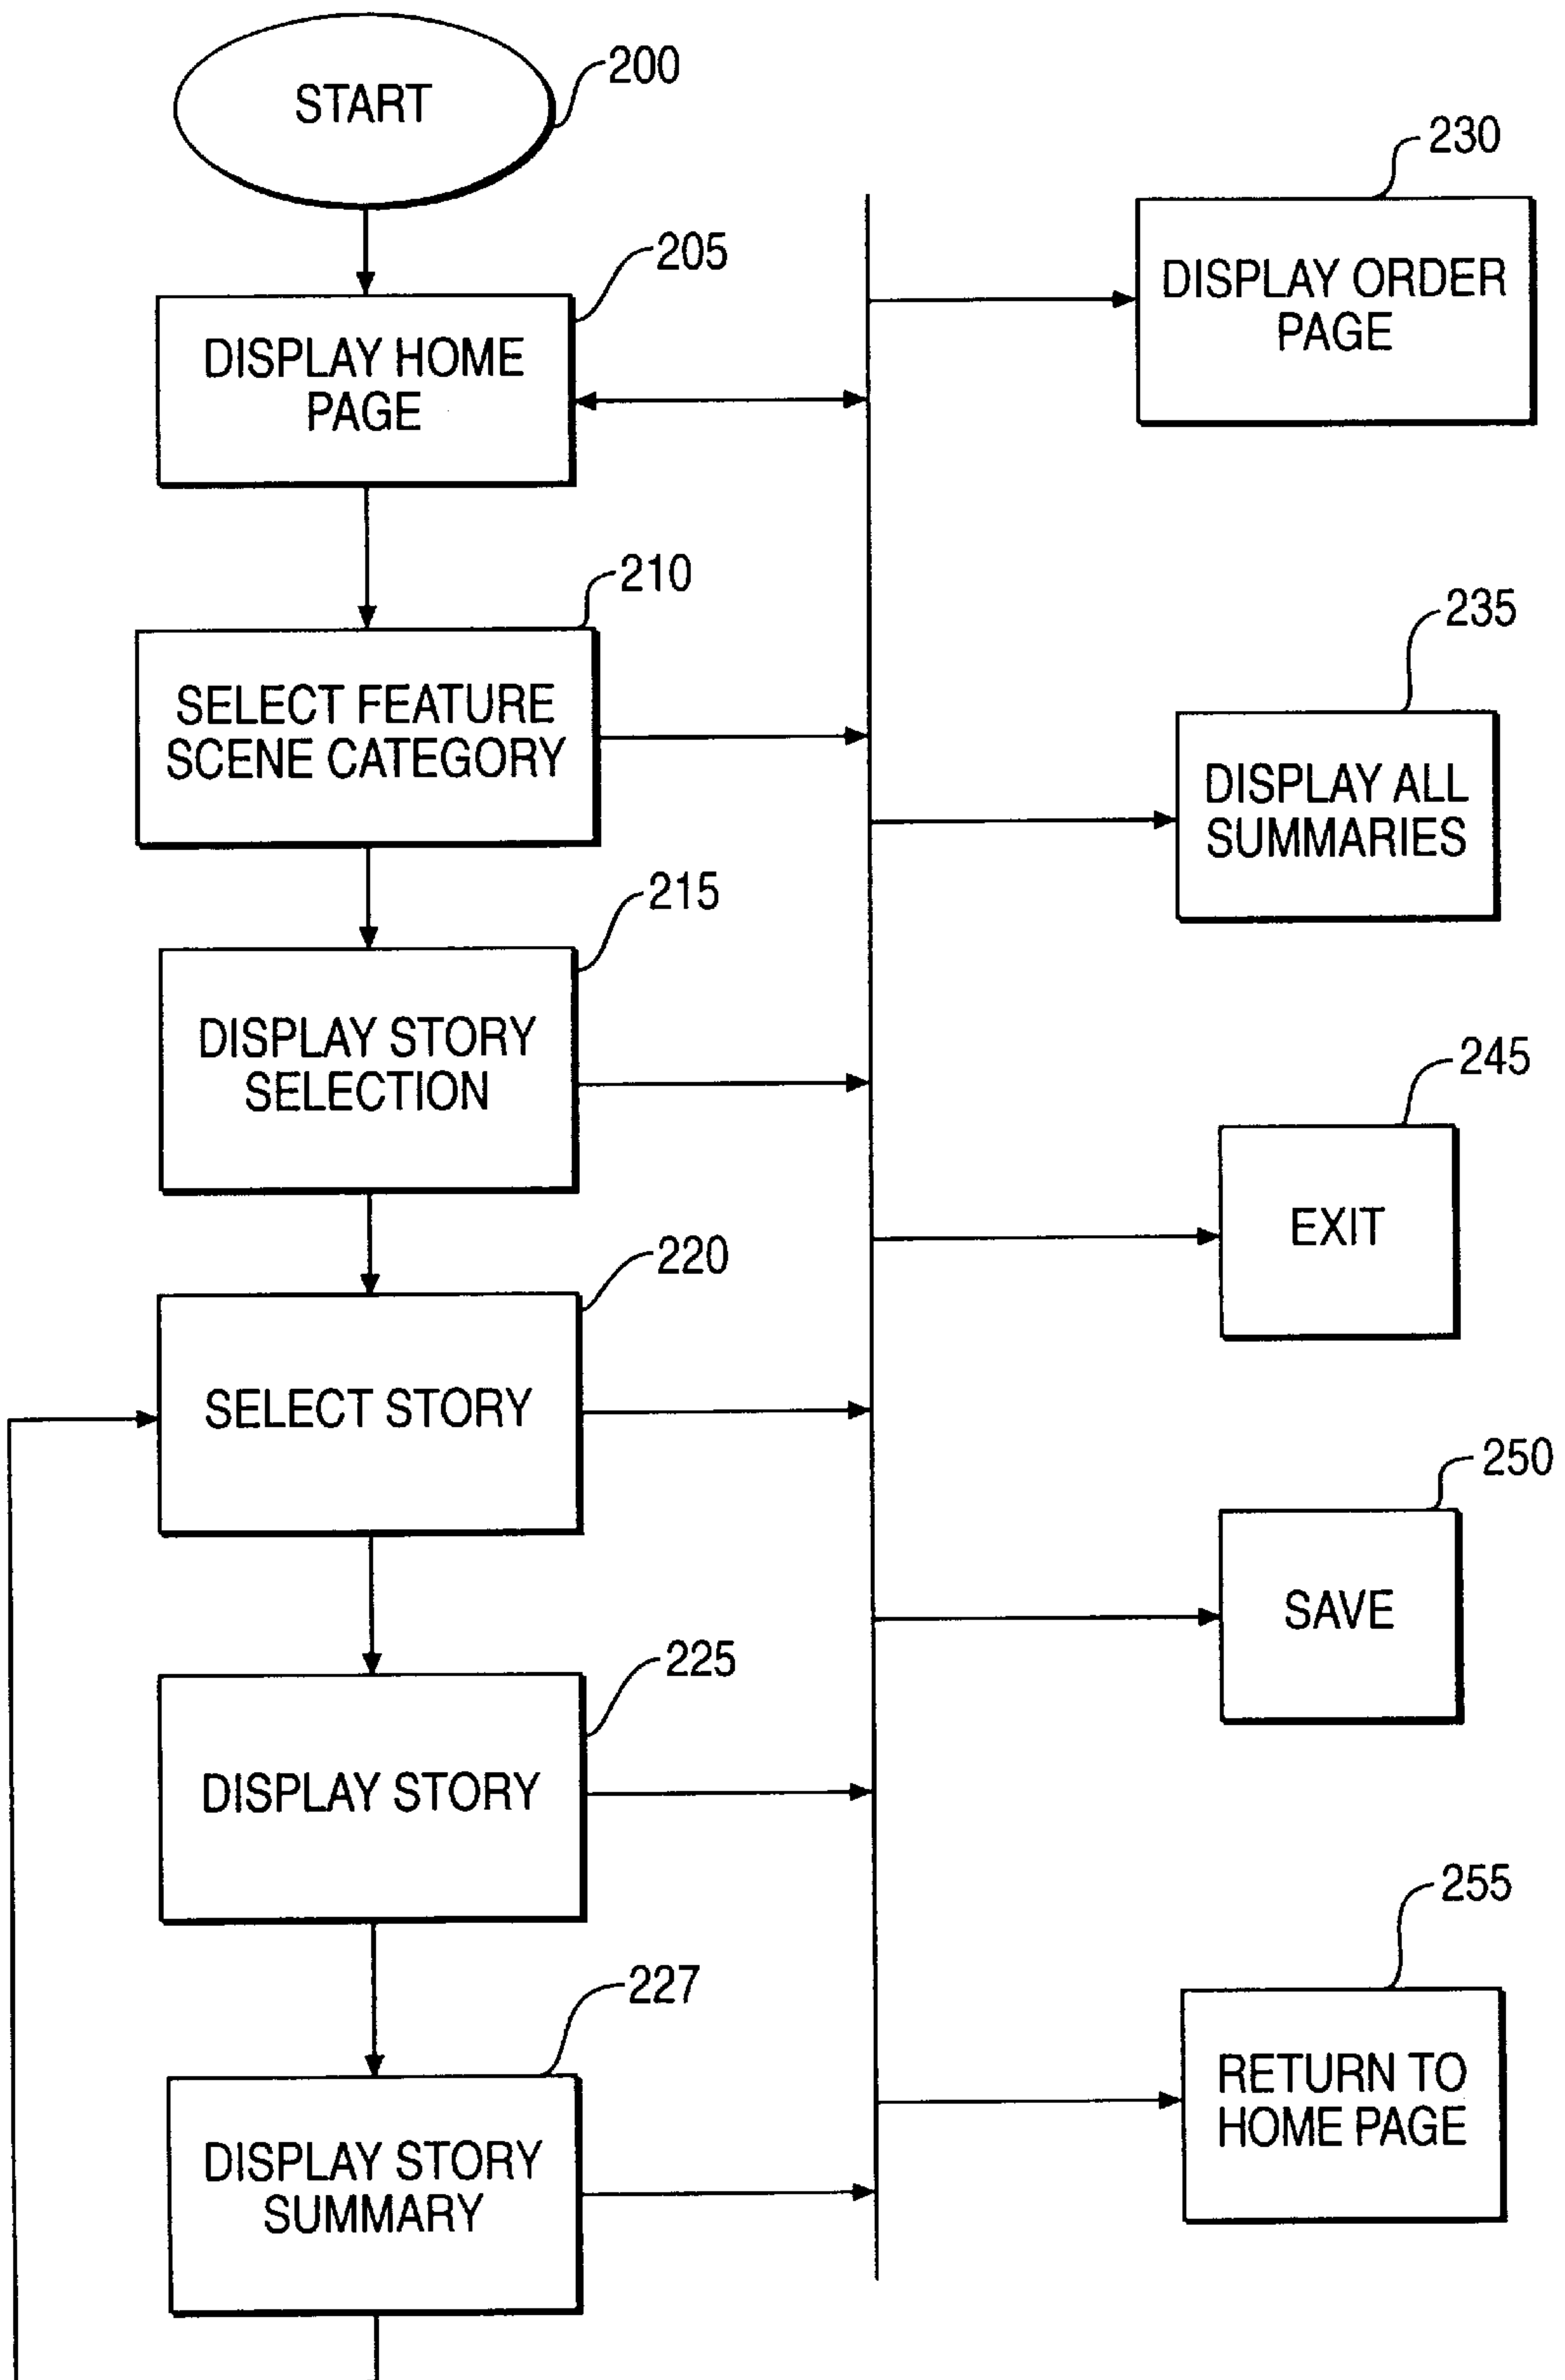 START
200
205
DISPLAY HOME
PAGE
210
SELECT FEATURE
SCENE CATEGORY
215
DISPLAY STORY
SELECTION
220
SELECT STORY
225
DISPLAY STORY
227
DISPLAY STORY
SUMMARY
230
DISPLAY ORDER
PAGE
235
DISPLAY ALL
SUMMARIES
245
EXIT
250
SAVE
255
RETURN TO
HOME PAGE